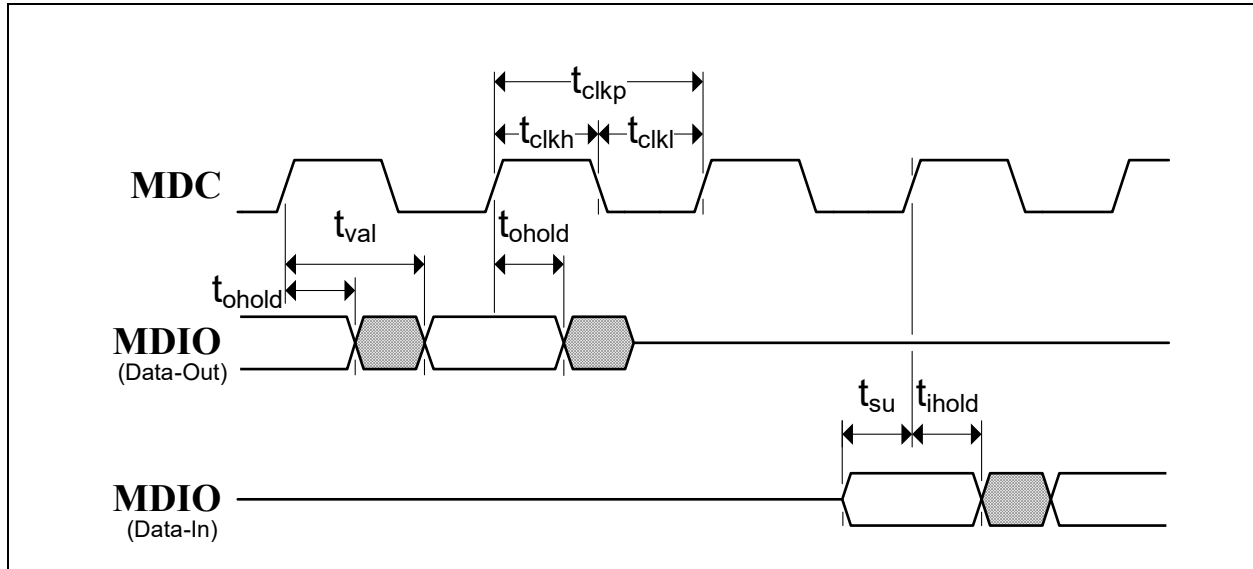 tclkp
tclkh tclkl
MDC
tval
tohold
tohold
MDIO
(Data-Out)
tsu tihold
MDIO
(Data-In)